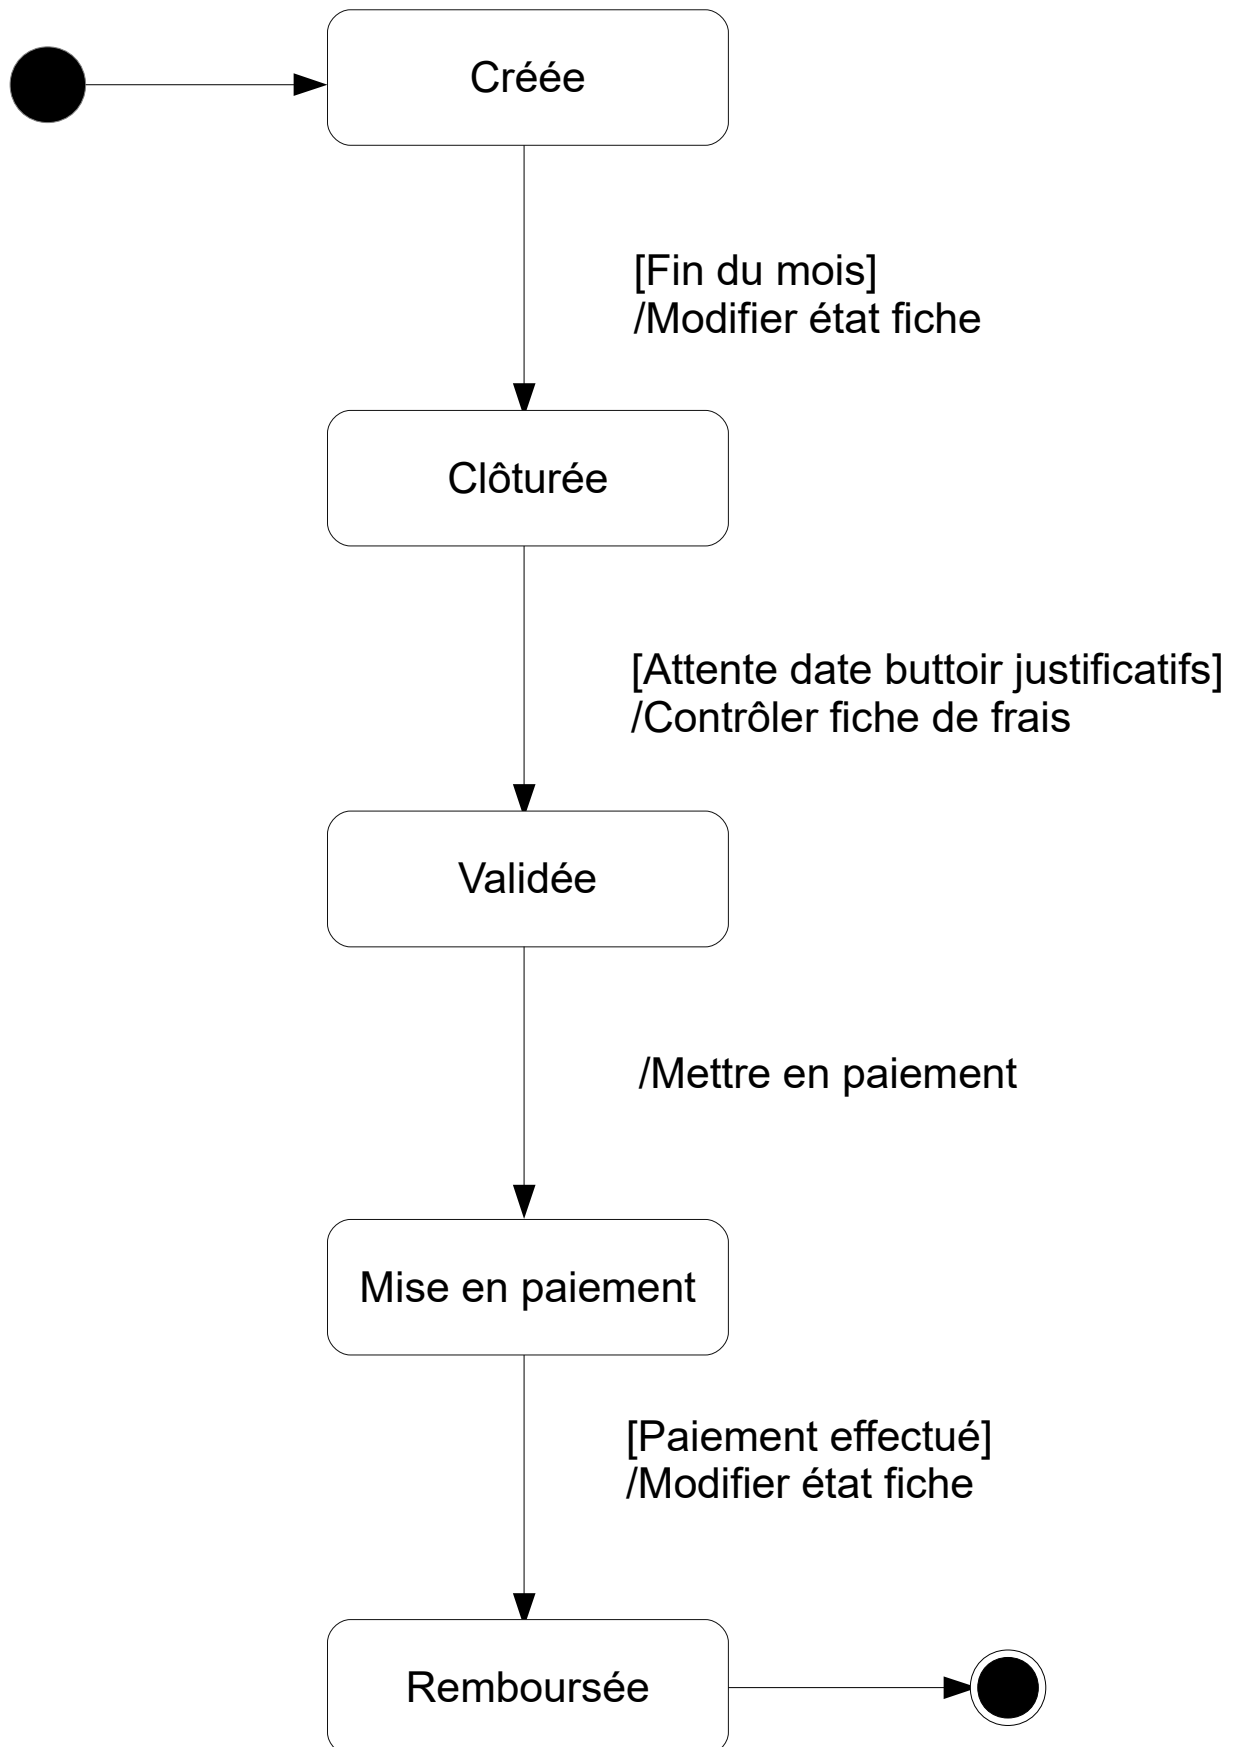 Créée
[Fin du mois]
/Modifier état fiche
Clôturée
[Attente date buttoir justificatifs]
/Contrôler fiche de frais
Validée
/Mettre en paiement
Mise en paiement
[Paiement effectué]
/Modifier état fiche
Remboursée